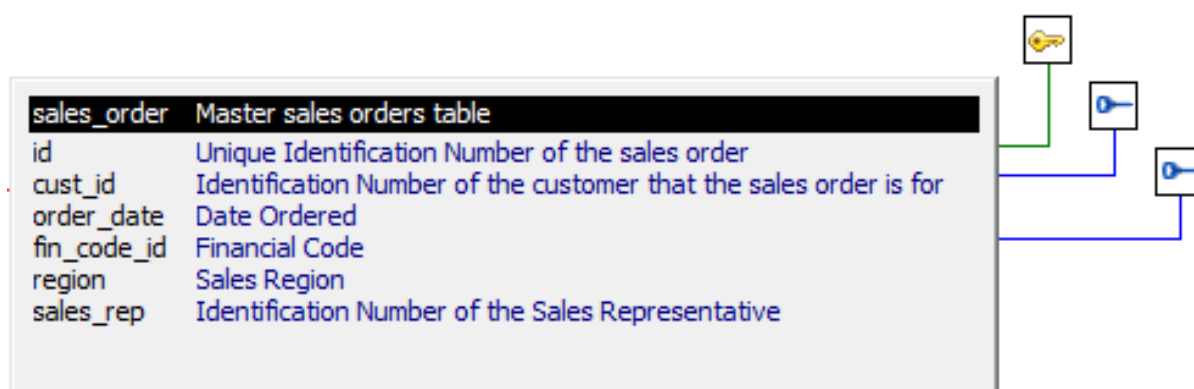 sales_order Master sales orders table
id Unique Identification Number of the sales order
cust_id Identification Number of the customer that the sales order is for
order_date Date Ordered
fin_code_id Financial Code
region Sales Region
sales_rep Identification Number of the Sales Representative